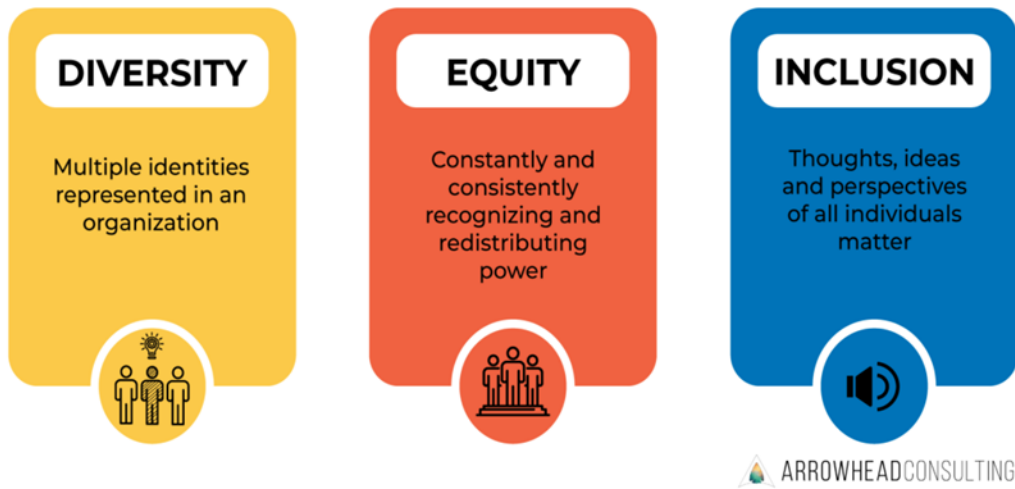 DIVERSITY
Multiple identities
represented in an
organization
EQUITY
Constantly and
consistently
recognizing and
redistributing
power
INCLUSION
Thoughts, ideas
and perspectives
of all individuals
matter
ARROWHEADCONSULTING